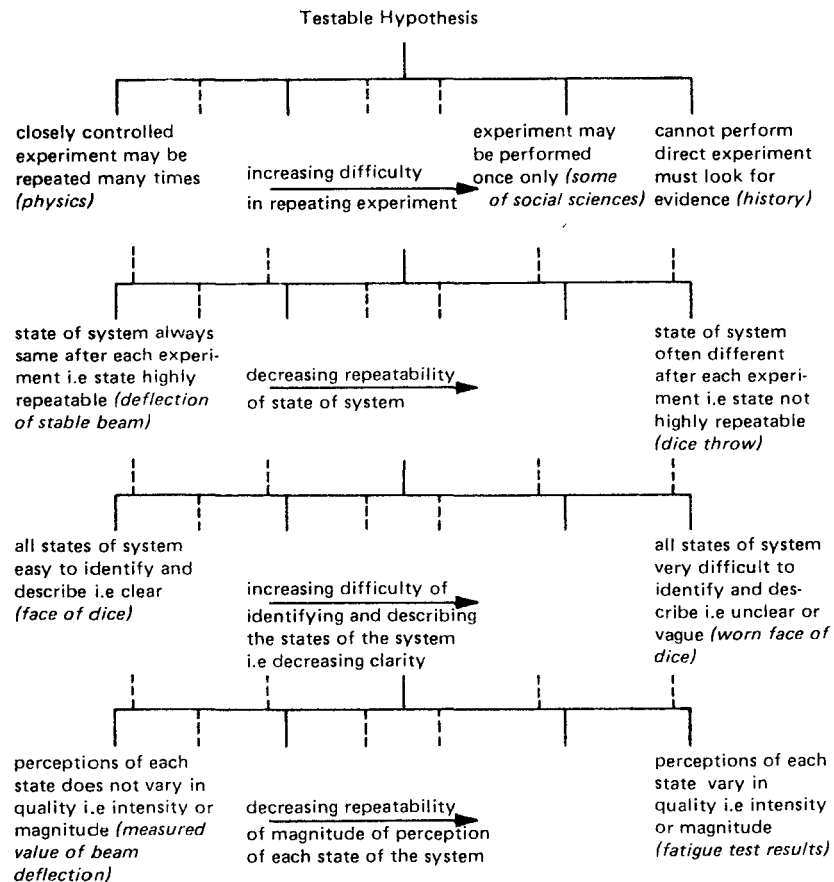 Testable Hypothesis
closely controlled
experiment may be
repeated many times
(physics)
increasing difficulty
in repeating experiment
experiment may
be performed
once only (some
of social sciences)
cannot perform
direct experiment
must look for
evidence (history)
state of system always
same after each experi-
ment i.e state highly
repeatable (deflection
of stable beam)
decreasing repeatability
of state of system
state of system
often different
after each experi-
ment i.e state not
highly repeatable
(dice throw)
all states of system
easy to identify and
describe i.e clear
(face of dice)
increasing difficulty of
identifying and describing
the states of the system
i.e decreasing clarity
all states of system
very difficult to
identify and des-
cribe i.e unclear or
vague (worn face of
dice)
perceptions of each
state does not vary in
quality i.e intensity or
magnitude (measured
value of beam
deflection)
decreasing repeatability
of magnitude of perception
of each state of the system
perceptions of each
state vary in
quality i.e intensity
or magnitude
(fatigue test results)